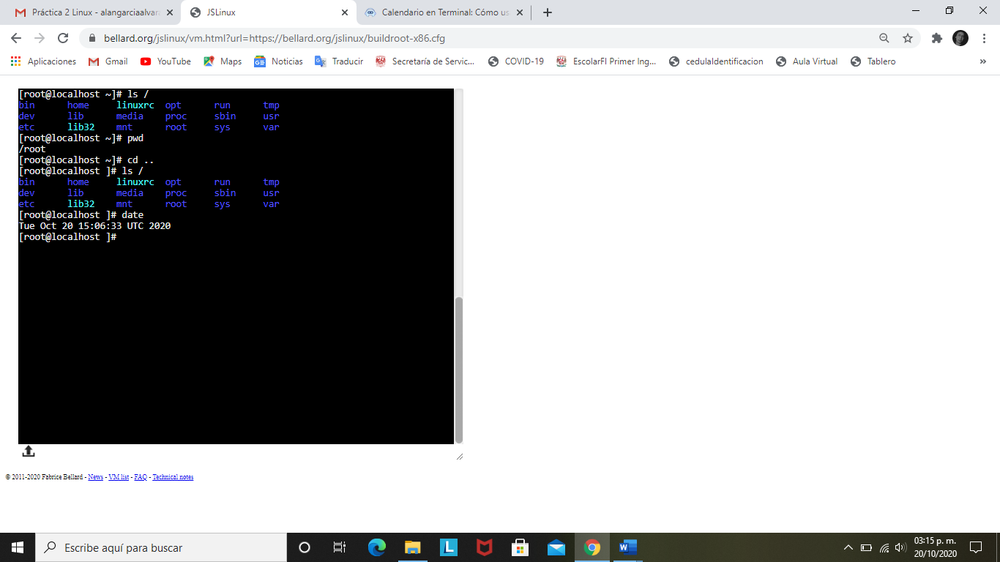 Práctica 2 Linux - alangarciaalvar
JSLinux
Calendario en Terminal: Cómo us
bellard.org/jslinux/vm.html?url=https://bellard.org/jslinux/buildroot-x86.cfg
Aplicaciones
Gmail
YouTube
Maps
Noticias
Traducir
Secretaría de Servic...
COVID-19
EscolarFI Primer Ing...
cedulaIdentificacion
Aula Virtual
Tablero
»
[root@localhost ~]# ls /
bin home linuxrc opt run tmp
dev lib media proc sbin usr
etc lib32 mnt root sys var
[root@localhost ~]# pwd
/root
[root@localhost ~]# cd ..
[root@localhost ]# ls /
bin home linuxrc opt run tmp
dev lib media proc sbin usr
etc lib32 mnt root sys var
[root@localhost ]# date
Tue Oct 20 15:06:33 UTC 2020
[root@localhost ]#
© 2011-2020 Fabrice Bellard - News - VM list - FAQ - Technical notes
Escribe aquí para buscar
L
W
03:15 p. m.
20/10/2020